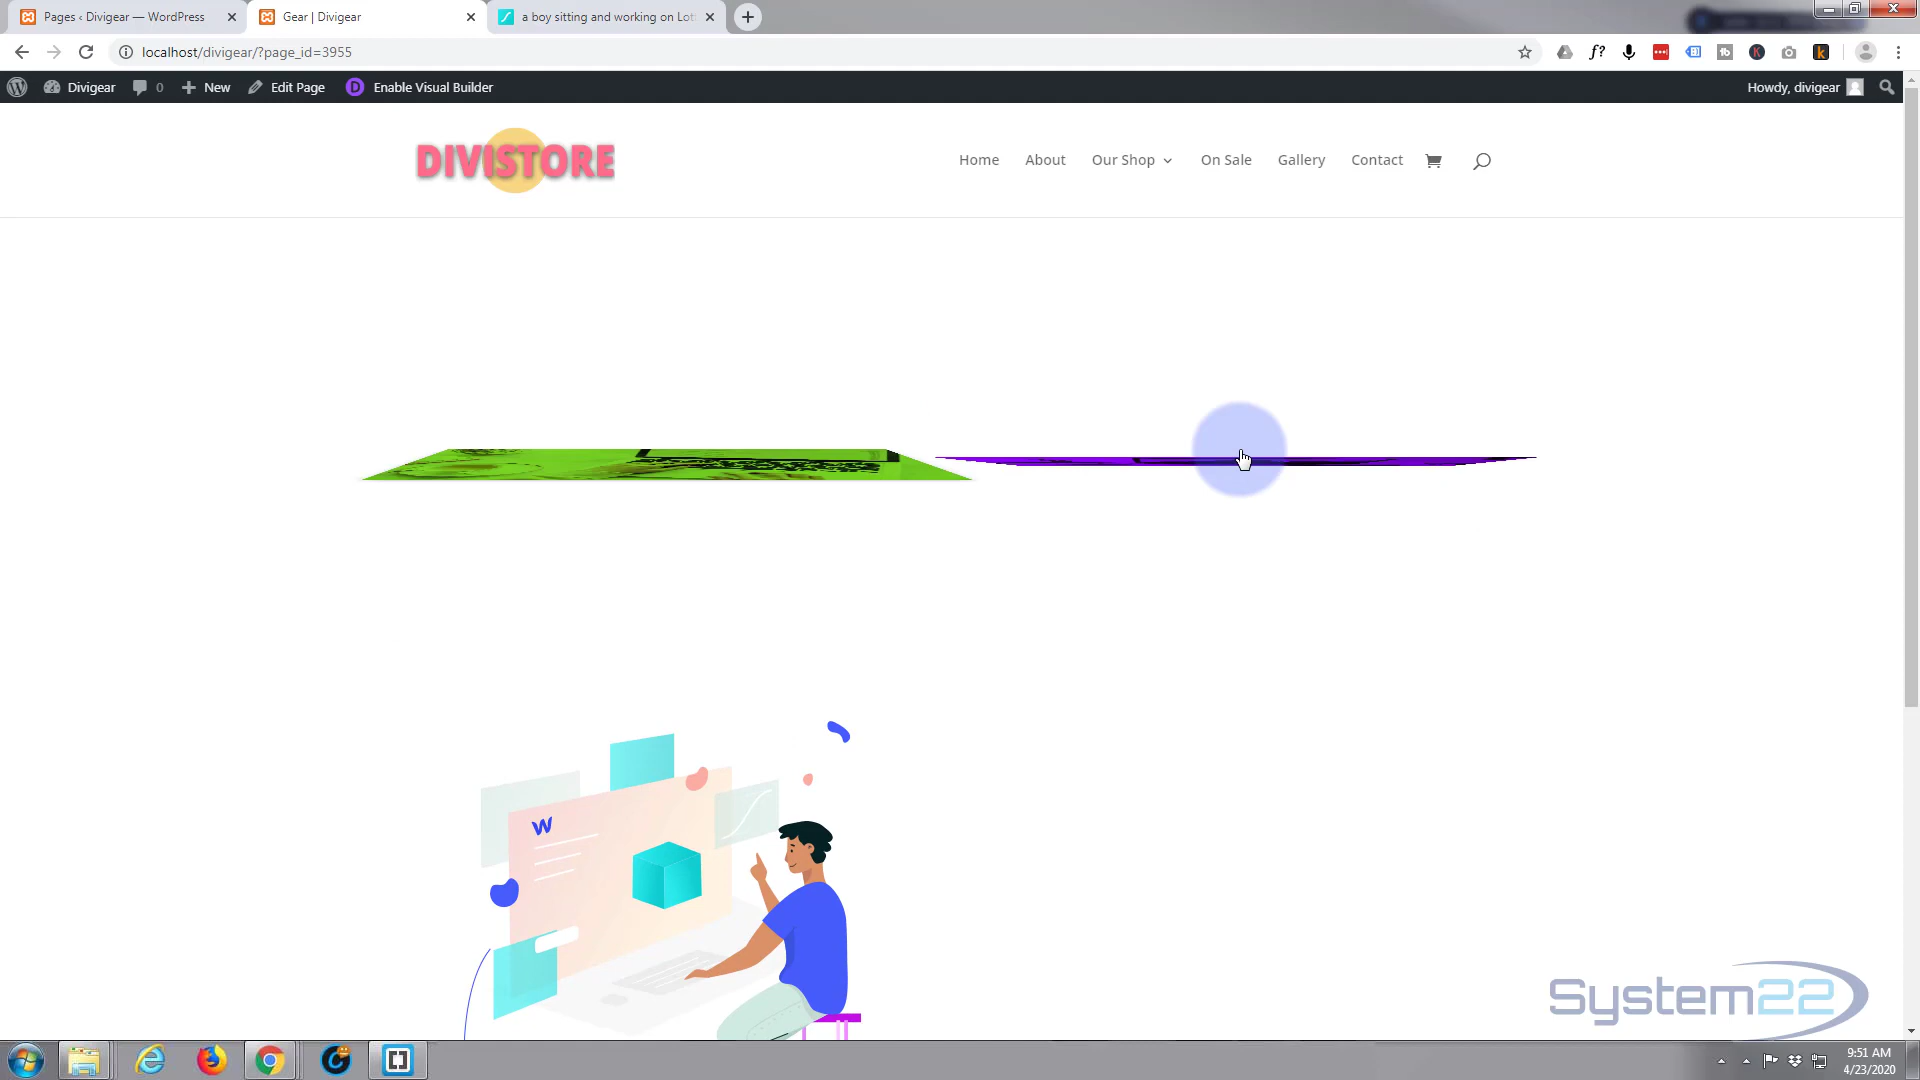 Pages ‹ Divigear — WordPress
Gear | Divigear
a boy sitting and working on Lot
localhost/divigear/?page_id=3955
f?
tb
K
k
Divigear
0
New
Edit Page
D
Enable Visual Builder
Howdy, divigear
DIVISTORE
Home
About
Our Shop
On Sale
Gallery
Contact
W
System22
9:51 AM
4/23/2020